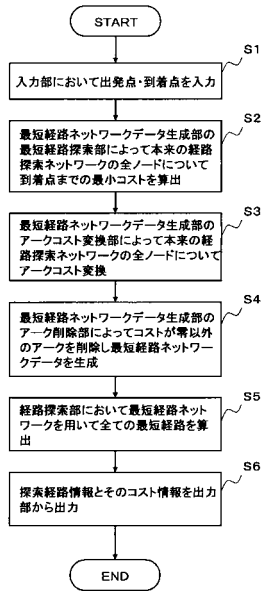 START
S1
入力部において出発点・到着点を入力
S2
最短経路ネットワークデータ生成部の
最短経路探索部によって本来の経路
探索ネットワークの全ノードについて
到着点までの最小コストを算出
S3
最短経路ネットワークデータ生成部の
アークコスト変換部によって本来の経
路探索ネットワークの全ノードについて
アークコスト変換
S4
最短経路ネットワークデータ生成部の
アーク削除部によってコストが零以外
のアークを削除し最短経路ネットワー
クデータを生成
S5
経路探索部において最短経路ネット
ワークを用いて全ての最短経路を算
出
S6
探索経路情報とそのコスト情報を出力
部から出力
END